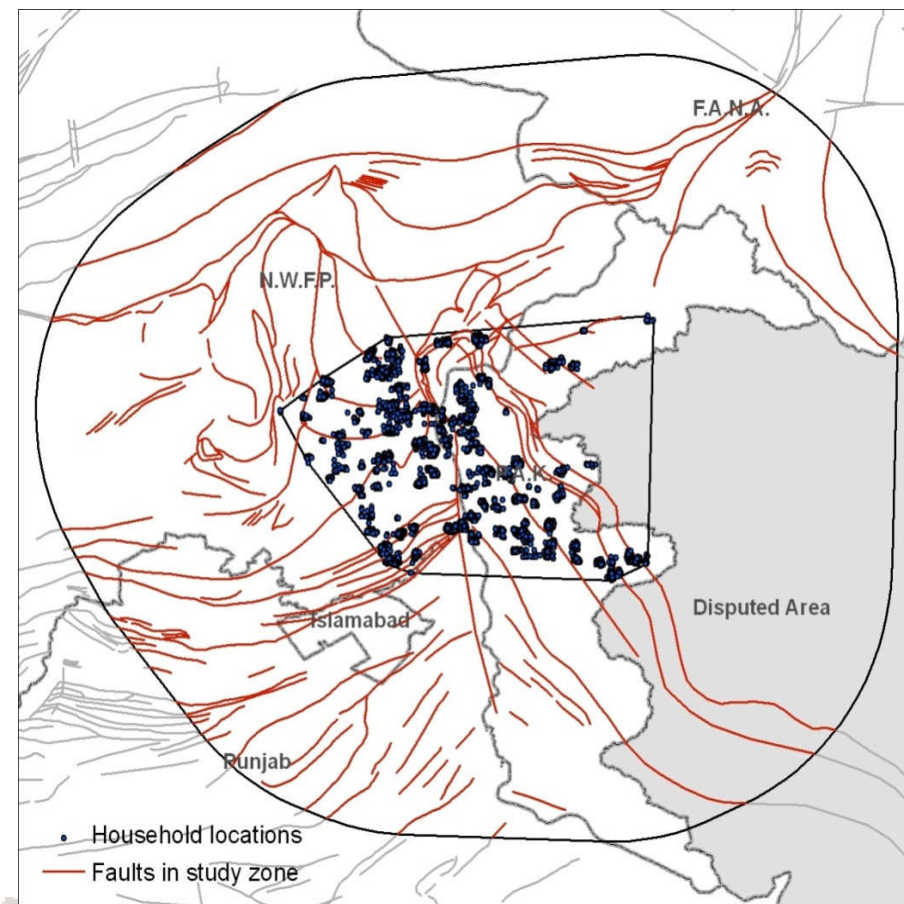 F.A.N.A.
N.W.F.P.
P.A.K
Disputed Area
Islamabad
Punjab
Household locations
Faults in study zone